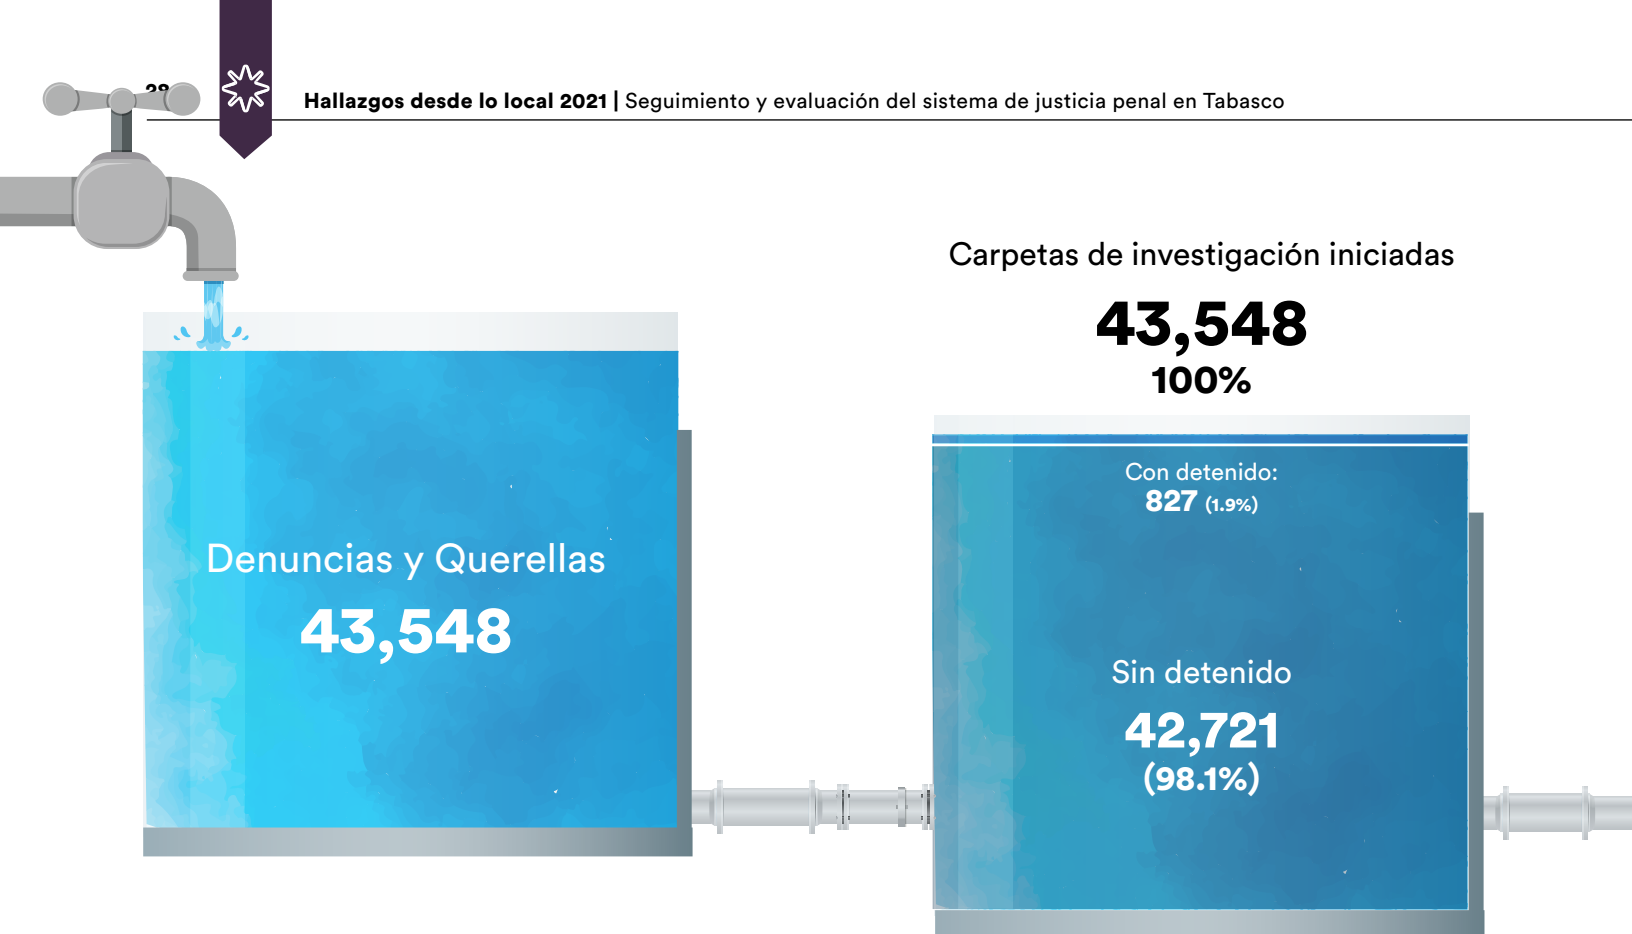 Hallazgos desde lo local 2021 | Seguimiento y evaluación del sistema de justicia penal en Tabasco
Denuncias y Querellas
43,548
Carpetas de investigación iniciadas
43,548
100%
Con detenido:
827 (1.9%)
Sin detenido
42,721
(98.1%)